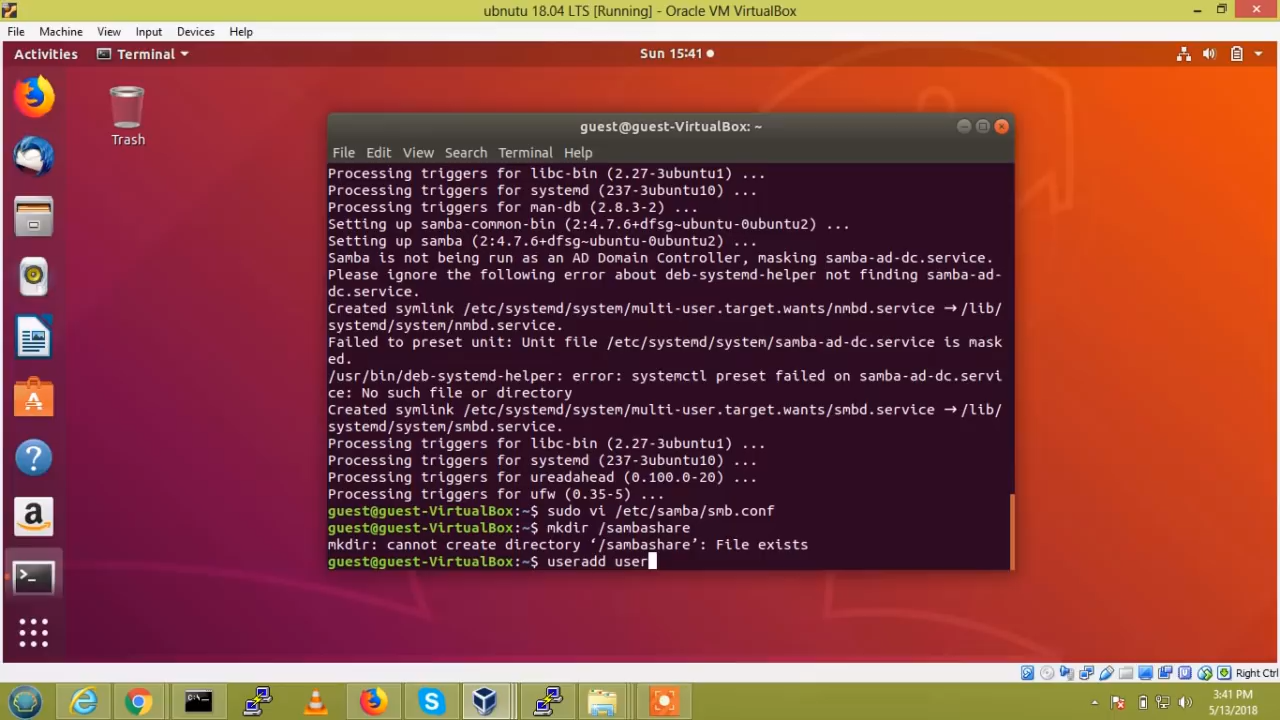 ubnutu 18.04 LTS [Running] - Oracle VM VirtualBox
File Machine View Input Devices Help
Activities Terminal Sun 15:41
Trash
guest@guest-VirtualBox: ~
File Edit View Search Terminal Help
Processing triggers for libc-bin (2.27-3ubuntu1) ...
Processing triggers for systemd (237-3ubuntu10) ...
Processing triggers for man-db (2.8.3-2) ...
Setting up samba-common-bin (2:4.7.6+dfsg~ubuntu-0ubuntu2) ...
Setting up samba (2:4.7.6+dfsg~ubuntu-0ubuntu2) ...
Samba is not being run as an AD Domain Controller, masking samba-ad-dc.service.
Please ignore the following error about deb-systemd-helper not finding samba-ad-
dc.service.
Created symlink /etc/systemd/system/multi-user.target.wants/nmbd.service → /lib/
systemd/system/nmbd.service.
Failed to preset unit: Unit file /etc/systemd/system/samba-ad-dc.service is mask
ed.
/usr/bin/deb-systemd-helper: error: systemctl preset failed on samba-ad-dc.servi
ce: No such file or directory
Created symlink /etc/systemd/system/multi-user.target.wants/smbd.service → /lib/
systemd/system/smbd.service.
Processing triggers for libc-bin (2.27-3ubuntu1) ...
Processing triggers for systemd (237-3ubuntu10) ...
Processing triggers for ureadahead (0.100.0-20) ...
Processing triggers for ufw (0.35-5) ...
guest@guest-VirtualBox:~$ sudo vi /etc/samba/smb.conf
guest@guest-VirtualBox:~$ mkdir /sambashare
mkdir: cannot create directory ‘/sambashare’: File exists
guest@guest-VirtualBox:~$ useradd user
Right Ctrl
3:41 PM
5/13/2018